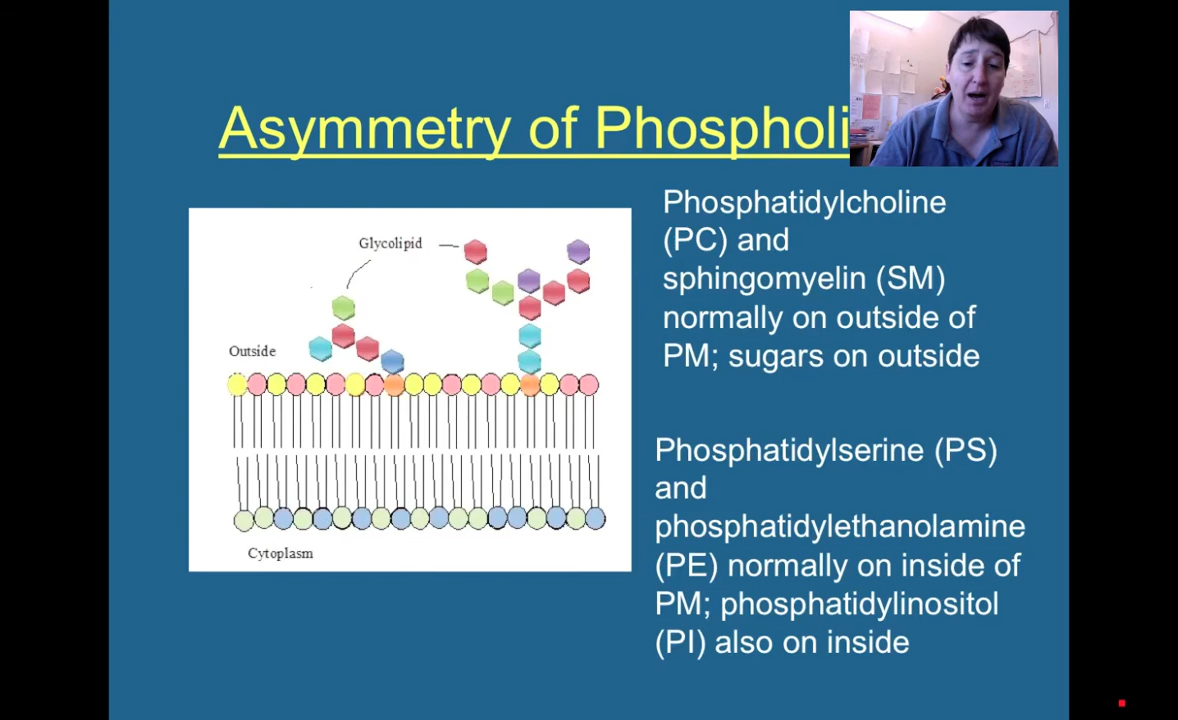 Asymmetry of Phospholi
Glycolipid
Outside
Cytoplasm
Phosphatidylcholine
(PC) and
sphingomyelin (SM)
normally on outside of
PM; sugars on outside
Phosphatidylserine (PS)
and
phosphatidylethanolamine
(PE) normally on inside of
PM; phosphatidylinositol
(PI) also on inside